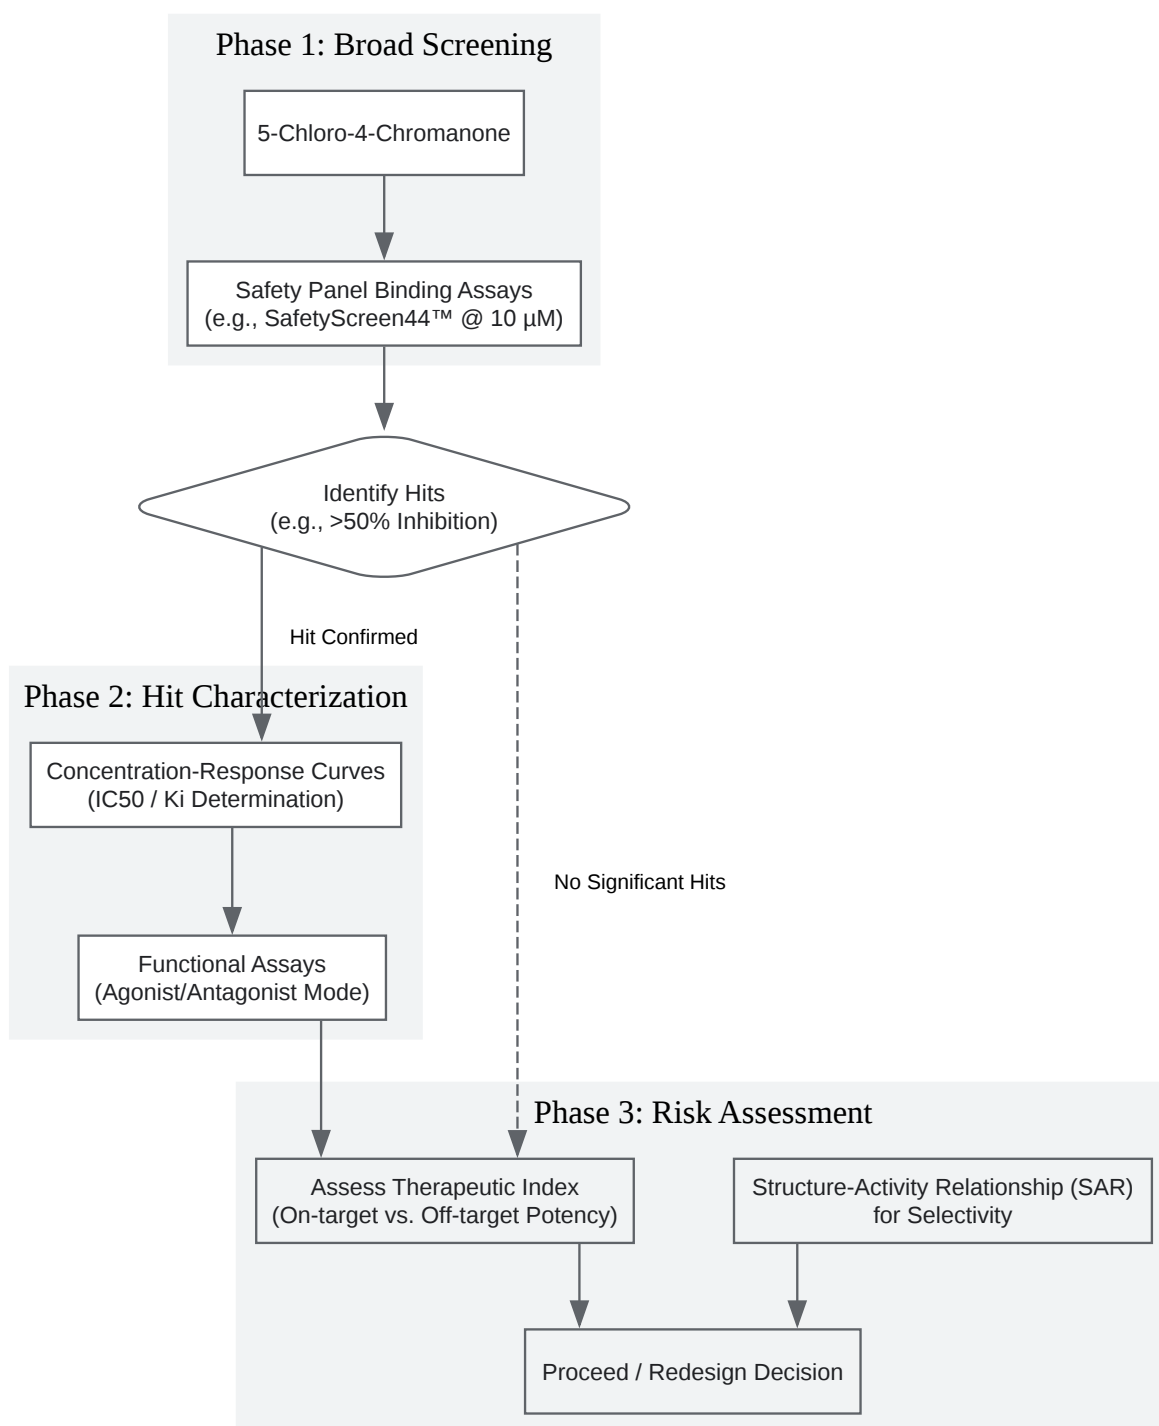 Phase 1: Broad Screening
5-Chloro-4-Chromanone
Safety Panel Binding Assays
(e.g., SafetyScreen44™ @ 10 µM)
Identify Hits
(e., >50% Inhibition)
Hit Confirmed
Phase 2: Hit Characterization
Concentration-Response Curves
(IC50 / Ki Determination)
No Significant Hits
Functional Assays
(Agonist/Antagonist Mode)
Phase 3: Risk Assessment
Assess Therapeutic Index
(On-target vs. Off-target Potency)
Structure-Activity Relationship (SAR)
for Selectivity
Proceed / Redesign Decision